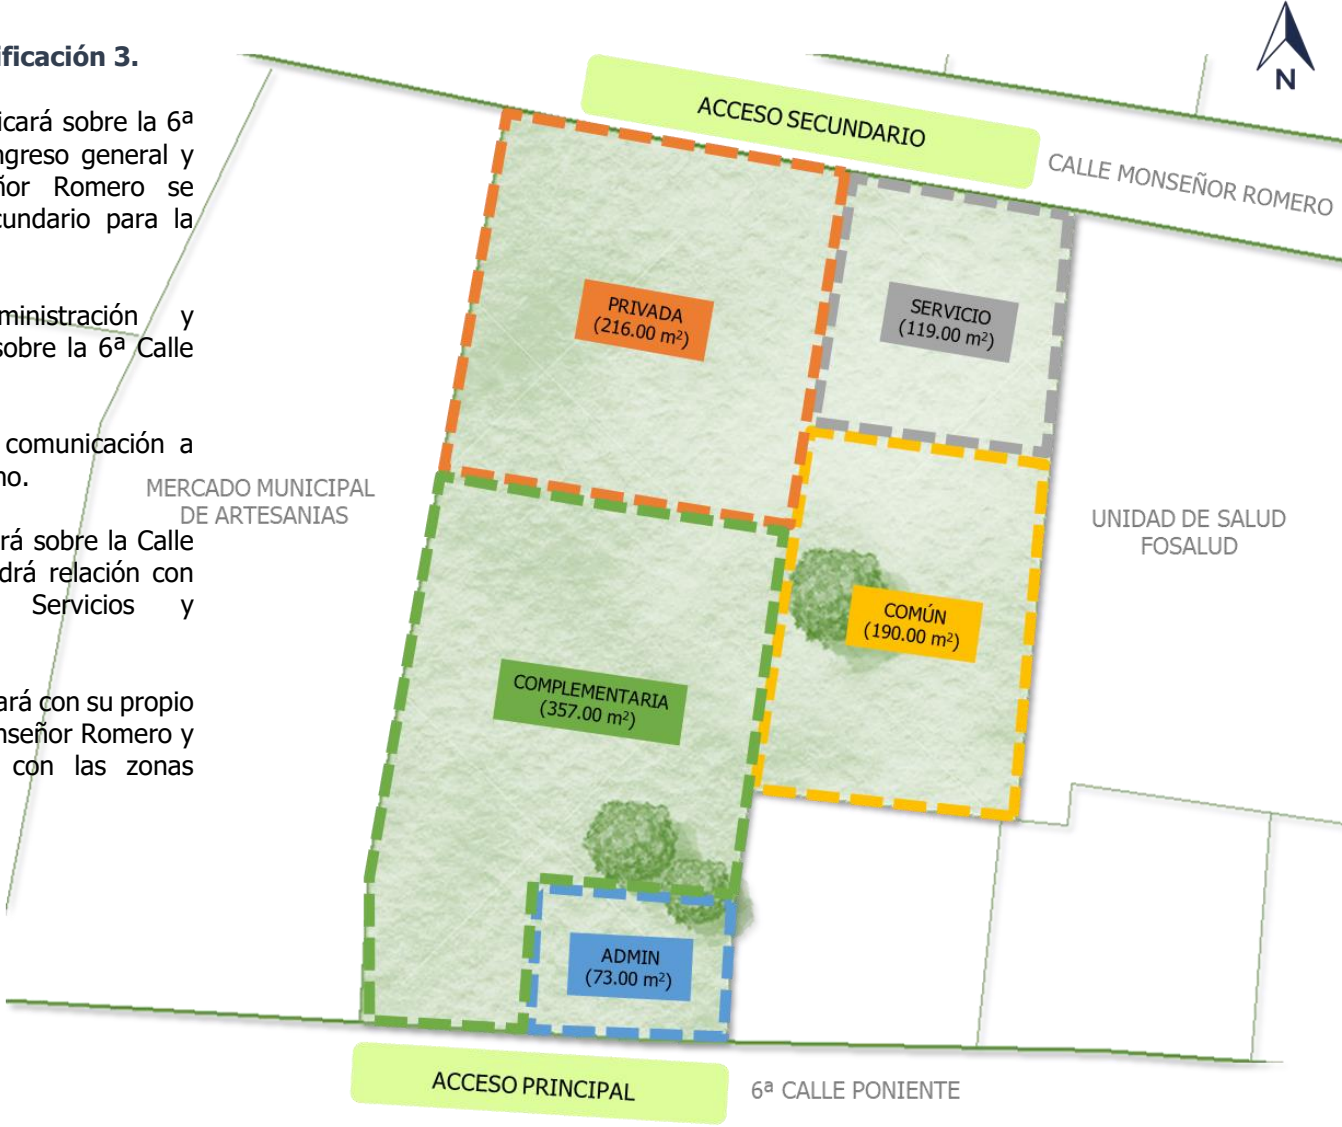 ificación 3.
icará sobre la 6ª
ngreso general y
ñor Romero se
cundario para la
ministración y
sobre la 6ª Calle
comunicación a
no.
rá sobre la Calle
drá relación con
Servicios y
ará con su propio
nseñor Romero y
con las zonas
N
ACCESO SECUNDARIO
CALLE MONSEÑOR ROMERO
PRIVADA
(216.00 m²)
SERVICIO
(119.00 m²)
MERCADO MUNICIPAL
DE ARTESANIAS
UNIDAD DE SALUD
FOSALUD
COMÚN
(190.00 m²)
COMPLEMENTARIA
(357.00 m²)
ADMIN
(73.00 m²)
ACCESO PRINCIPAL
6ª CALLE PONIENTE